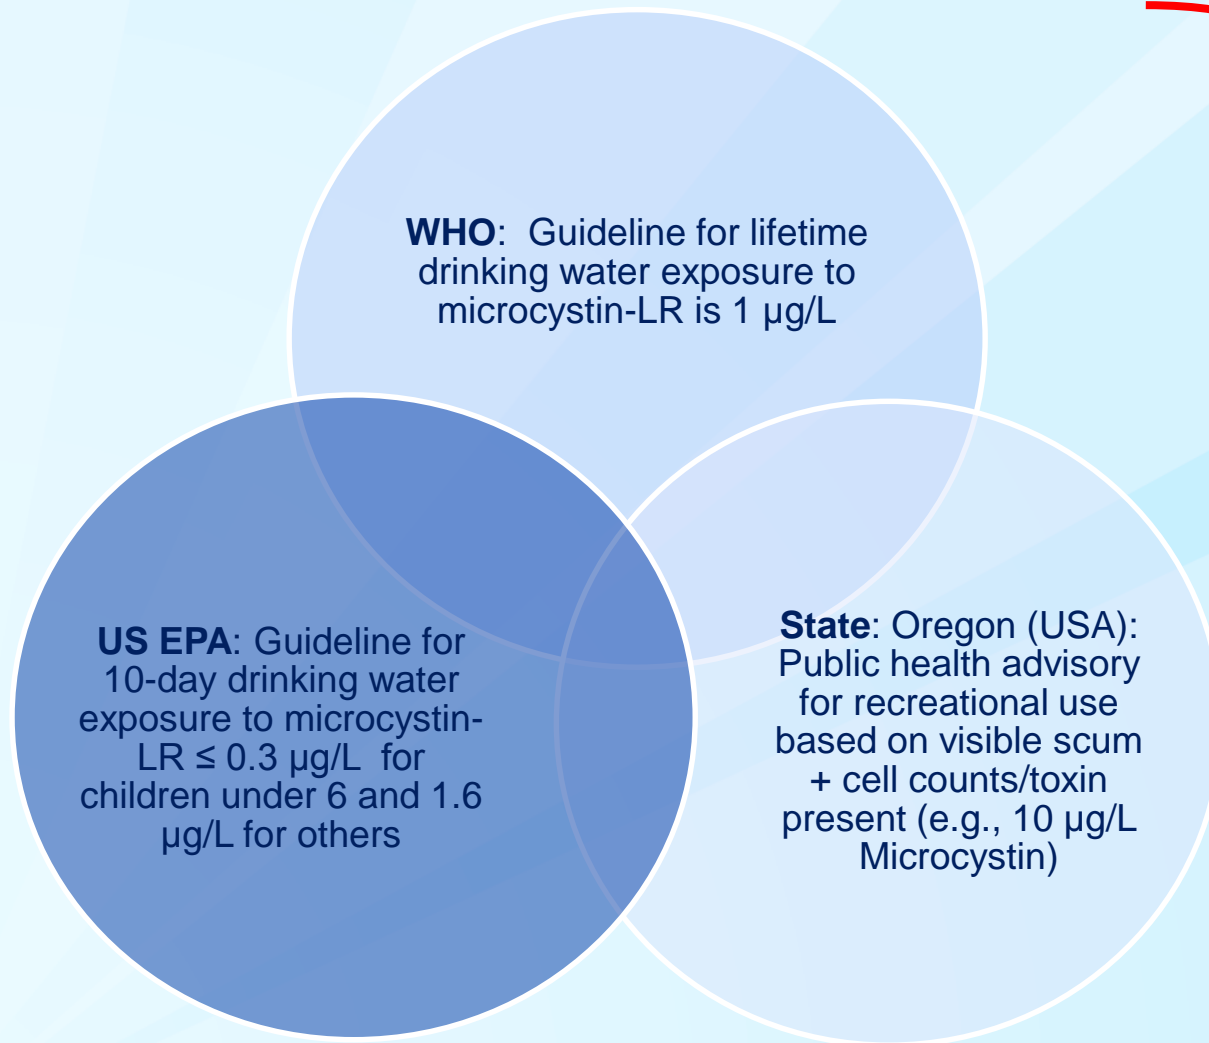 WHO:  Guideline for lifetime
drinking water exposure to
microcystin-LR is 1 µg/L
US EPA: Guideline for
10-day drinking water
exposure to microcystin-
LR ≤ 0.3 µg/L  for
children under 6 and 1.6
µg/L for others
State: Oregon (USA):
Public health advisory
for recreational use
based on visible scum
+ cell counts/toxin
present (e.g., 10 µg/L
Microcystin)